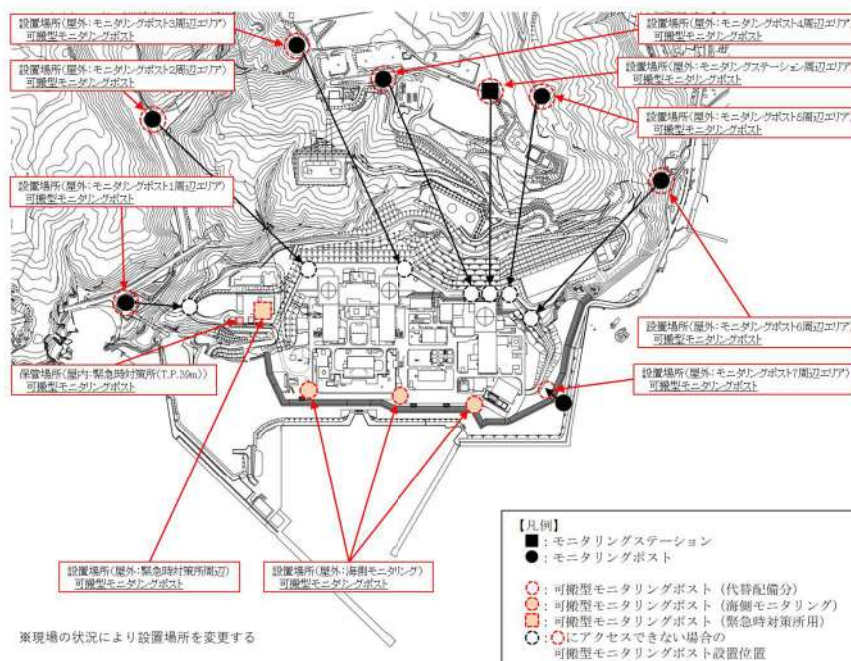 設置場所(屋外:モニタリングポスト3周辺エリア)
可搬型モニタリングポスト
設置場所(屋外:モニタリングポスト4周辺エリア)
可搬型モニタリングポスト
設置場所(屋外:モニタリングポスト2周辺エリア)
可搬型モニタリングポスト
設置場所(屋外:モニタリングステーション周辺エリア)
可搬型モニタリングポスト
設置場所(屋外:モニタリングポスト5周辺エリア)
可搬型モニタリングポスト
設置場所(屋外:モニタリングポスト1周辺エリア)
可搬型モニタリングポスト
設置場所(屋外:モニタリングポスト6周辺エリア)
可搬型モニタリングポスト
保管場所(屋内:緊急時対策所(T.P.39m))
可搬型モニタリングポスト
設置場所(屋外:モニタリングポスト7周辺エリア)
可搬型モニタリングポスト
設置場所(屋外:緊急時対策所周辺)
可搬型モニタリングポスト
設置場所(屋外:海側モニタリング)
可搬型モニタリングポスト
【凡例】
■:モニタリングステーション
●:モニタリングポスト
:可搬型モニタリングポスト(代替配備分)
:可搬型モニタリングポスト(海側モニタリング)
:可搬型モニタリングポスト(緊急時対策所用)
:○にアクセスできない場合の
可搬型モニタリングポスト設置位置
※現場の状況により設置場所を変更する